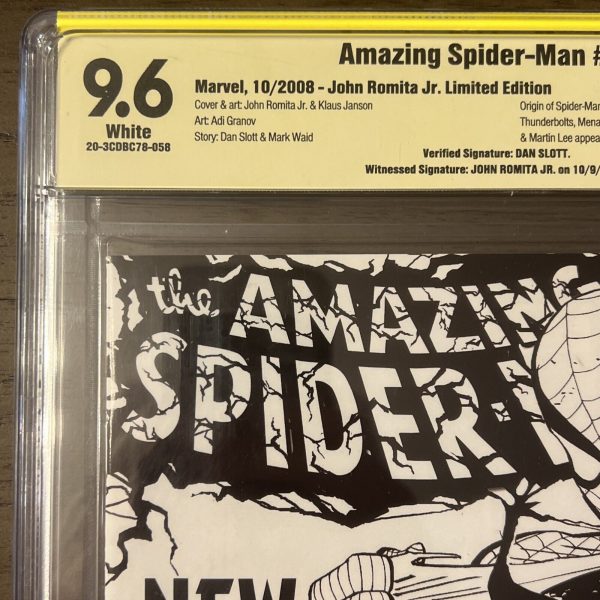 Amazing Spider-Man #
9.6
White
20-3CDBC78-058
Marvel, 10/2008 - John Romita Jr. Limited Edition
Cover & art: John Romita Jr. & Klaus Janson
Art: Adi Granov
Story: Dan Slott & Mark Waid
Origin of Spider-Man
Thunderbolts, Mena
& Martin Lee appea
Verified Signature: DAN SLOTT.
Witnessed Signature: JOHN ROMITA JR. on 10/9/
the AMAZING
SPIDER-
NEW